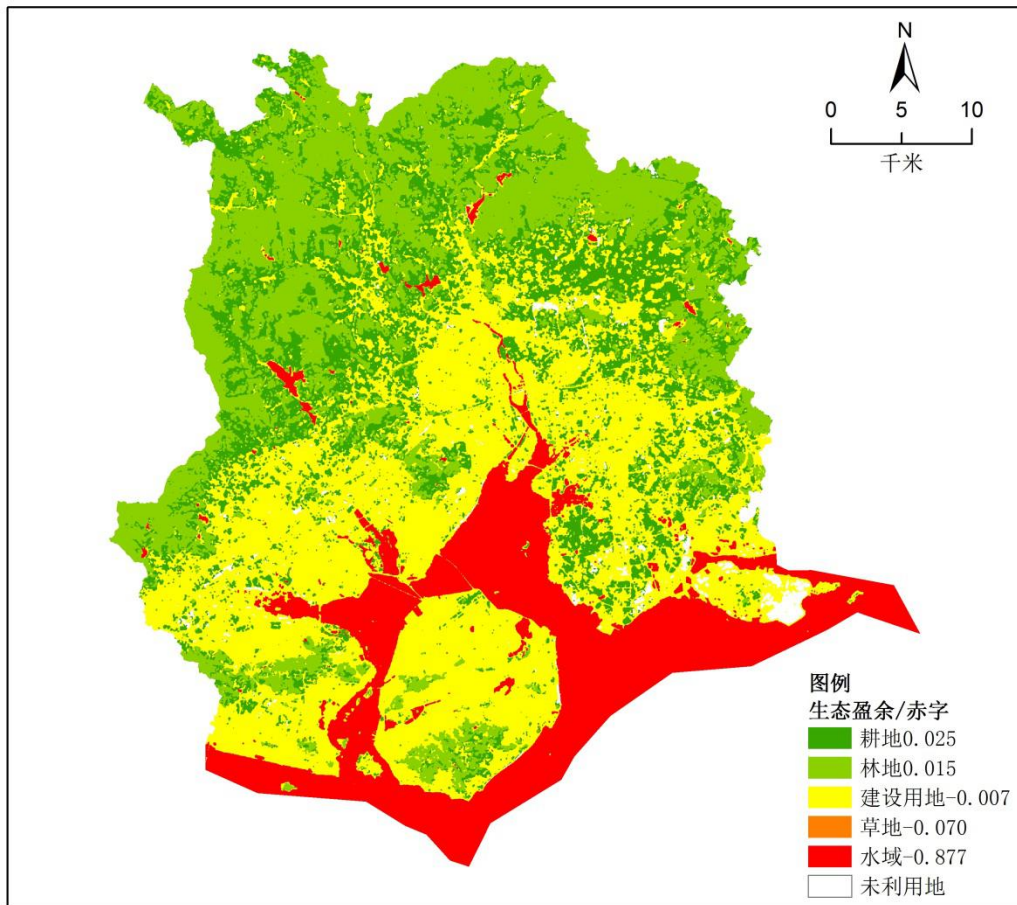 N
0 5 10
千米
图例
生态盈余/赤字
耕地0.025
林地0.015
建设用地-0.007
草地-0.070
水域-0.877
未利用地